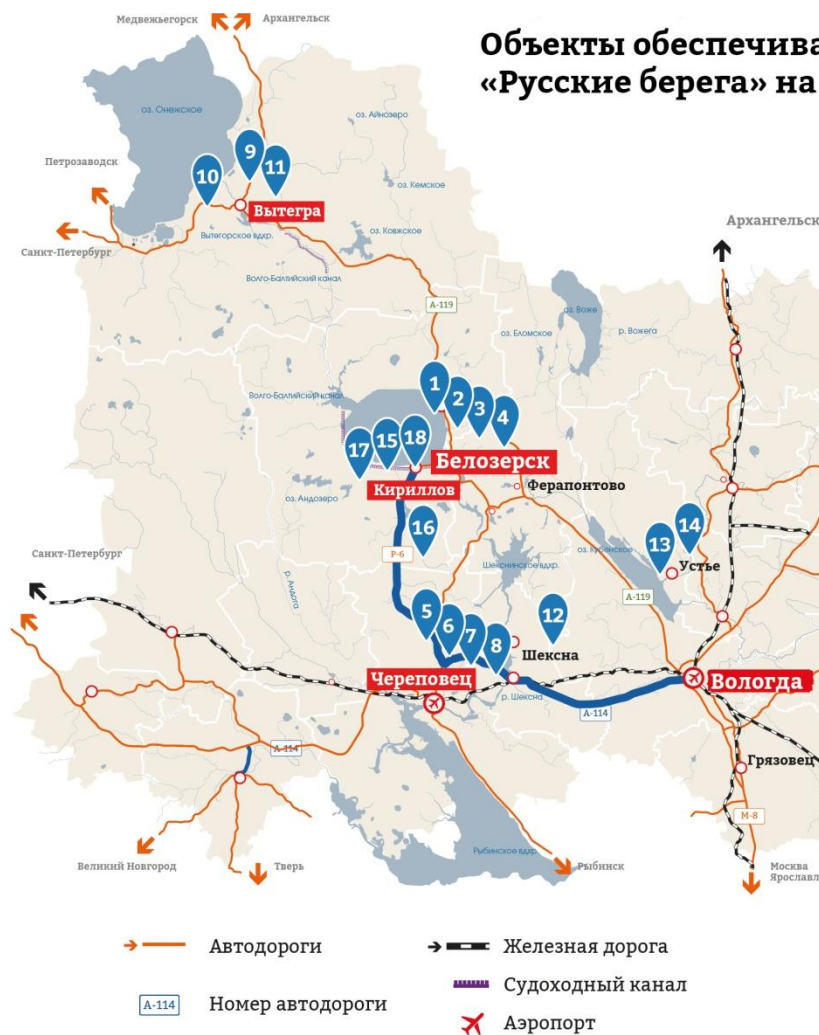 Медвежьегорск
Архангельск
Объекты обеспечива
«Русские берега» на
оз. Онежское
оз. Айнозеро
Петрозаводск
9
11
10
оз. Кемское
Вытегра
Вытегорское вдхр.
оз. Ковжское
Санкт-Петербург
Архангельск
Волго-Балтийский канал
А-119
оз. Воже
р. Вожега
оз. Еломское
Волго-Балтийский канал
1
2
3
4
17
15
18
Белозерск
Кириллов
Ферапонтово
оз. Андозеро
16
Санкт-Петербург
Р-6
Шекснинское вдхр.
оз. Кубенское
13
14
Устье
р. Андога
А-119
5
6
7
8
12
Шексна
Череповец
р. Шексна
Вологда
А-114
А-114
Грязовец
М-8
Рыбинское вдхр.
Великий Новгород
Тверь
Рыбинск
Москва
Ярославль
Автодороги
Железная дорога
Судоходный канал
А-114
Номер автодороги
Аэропорт